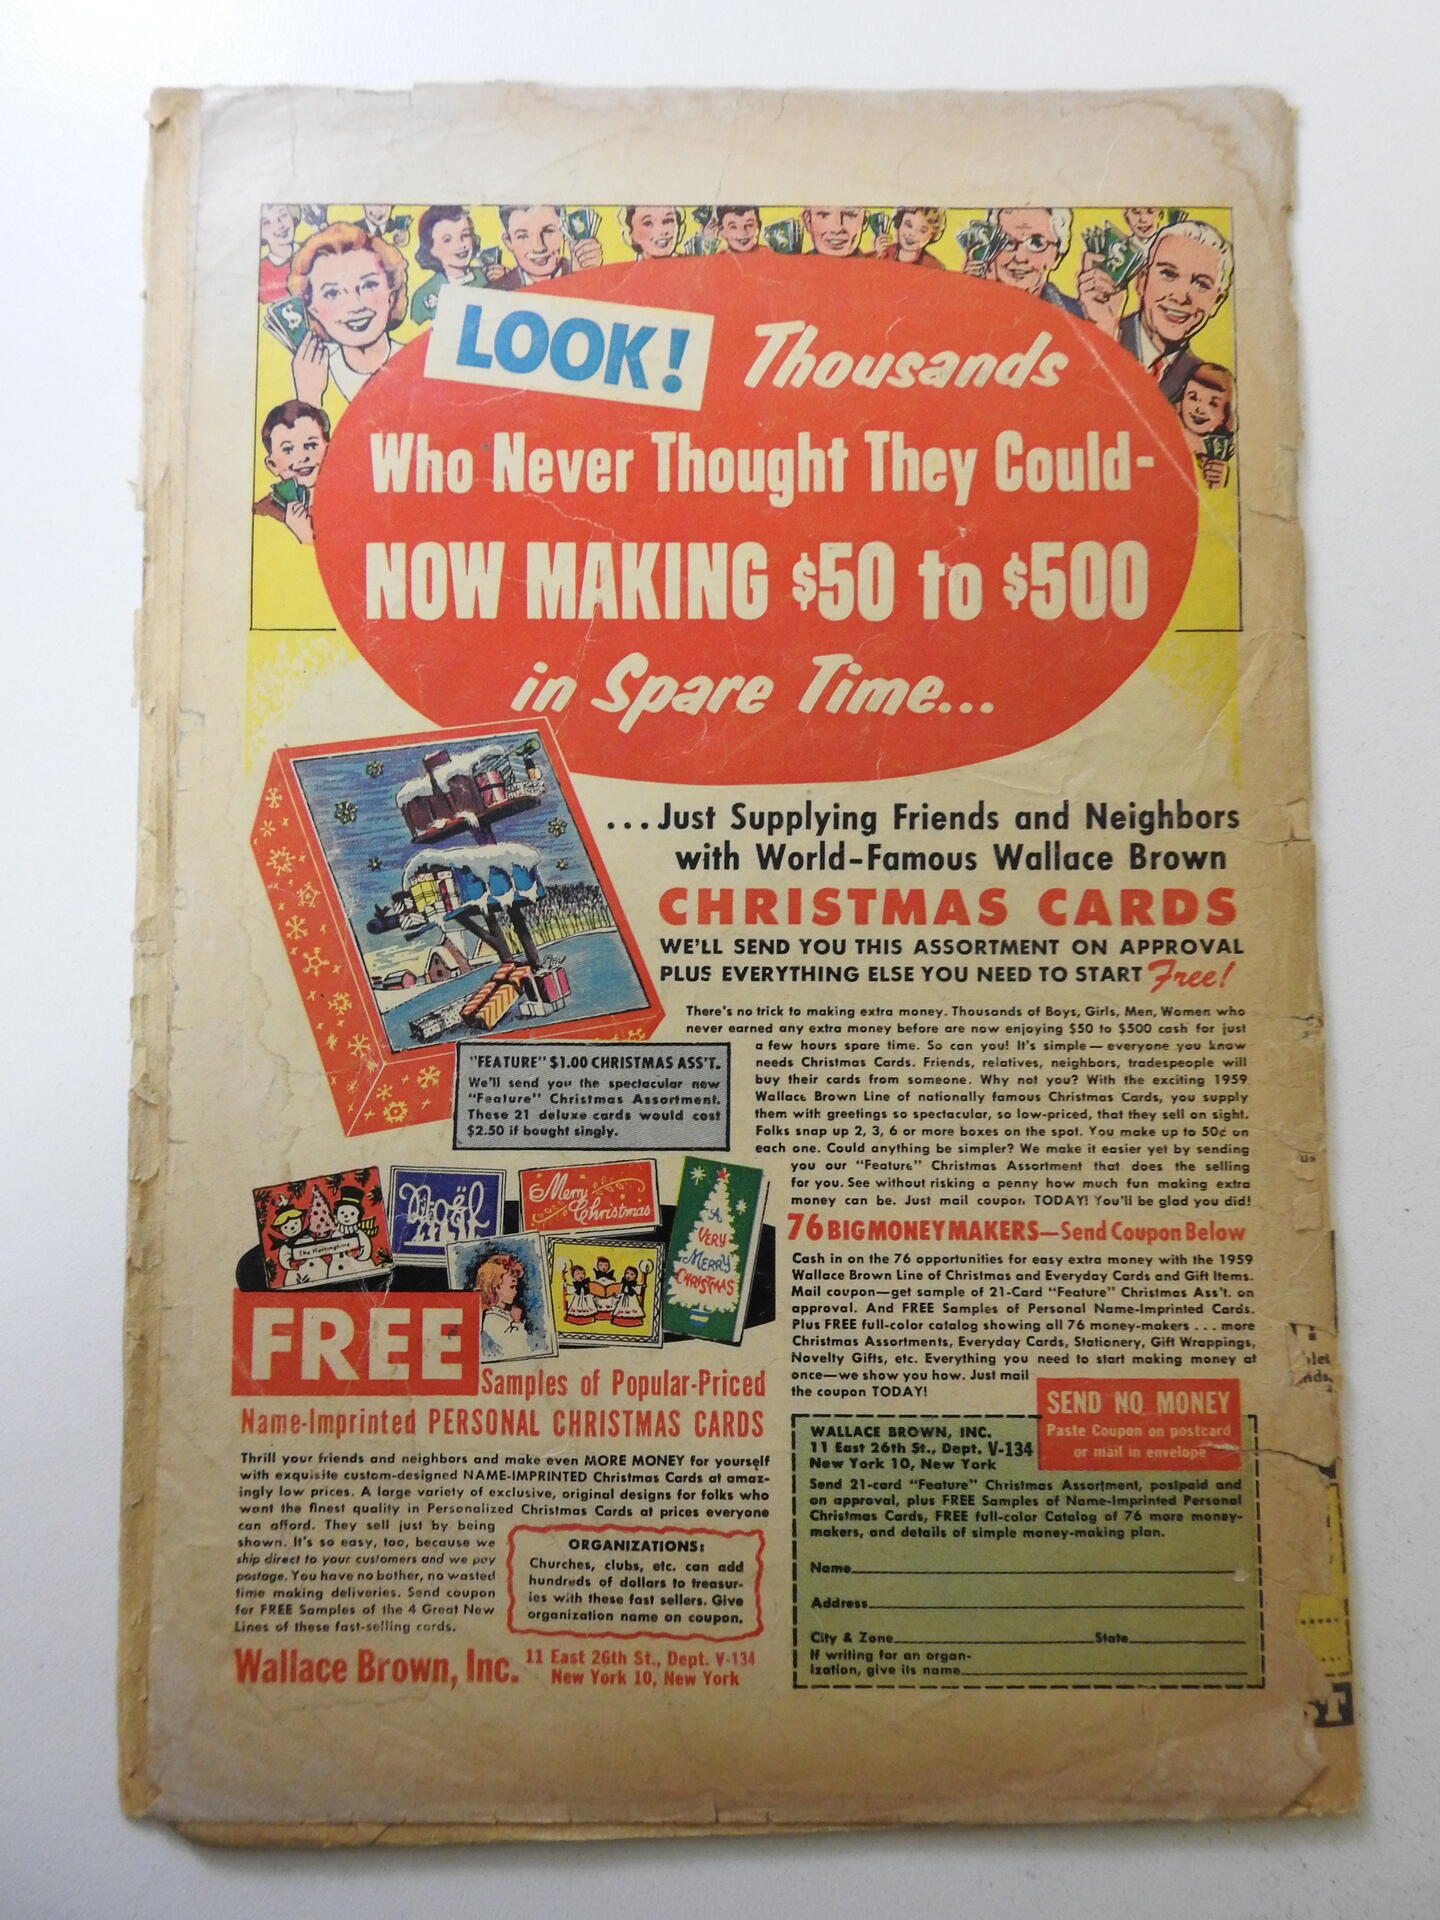 LOOK! Thousands
Who Never Thought They Could-
NOW MAKING $50 to $500
in Spare Time...
...Just Supplying Friends and Neighbors
with World-Famous Wallace Brown
CHRISTMAS CARDS
WE'LL SEND YOU THIS ASSORTMENT ON APPROVAL
PLUS EVERYTHING ELSE YOU NEED TO START Free!
There's no trick to making extra money. Thousands of Boys, Girls, Men, Women who
never earned any extra money before are now enjoying $50 to $500 cash for just
a few hours spare time. So can you! It's simple—everyone you know
needs Christmas Cards. Friends, relatives, neighbors, tradespeople will
buy their cards from someone. Why not you? With the exciting 1959
Wallace Brown Line of nationally famous Christmas Cards, you supply
them with greetings so spectacular, so low-priced, that they sell on sight.
Folks snap up 2, 3, 6 or more boxes on the spot. You make up to 50¢ on
each one. Could anything be simpler? We make it easier yet by sending
you our "Feature" Christmas Assortment that does the selling
for you. See without risking a penny how much fun making extra
money can be. Just mail coupon TODAY! You'll be glad you did!
"FEATURE" $1.00 CHRISTMAS ASS'T.
We'll send you the spectacular new
"Feature" Christmas Assortment.
These 21 deluxe cards would cost
$2.50 if bought singly.
Noël
Merry
Christmas
A
VERY
MERRY
CHRISTMAS
FREE
Samples of Popular-Priced
Name-Imprinted PERSONAL CHRISTMAS CARDS
Thrill your friends and neighbors and make even MORE MONEY for yourself
with exquisite custom-designed NAME-IMPRINTED Christmas Cards at amaz-
ingly low prices. A large variety of exclusive, original designs for folks who
want the finest quality in Personalized Christmas Cards at prices everyone
can afford. They sell just by being
shown. It's so easy, too, because we
ship direct to your customers and we pay
postage. You have no bother, no wasted
time making deliveries. Send coupon
for FREE Samples of the 4 Great New
Lines of these fast-selling cards.
ORGANIZATIONS:
Churches, clubs, etc. can add
hundreds of dollars to treasur-
ies with these fast sellers. Give
organization name on coupon.
Wallace Brown, Inc. 11 East 26th St., Dept. V-134
New York 10, New York
76 BIG MONEY MAKERS—Send Coupon Below
Cash in on the 76 opportunities for easy extra money with the 1959
Wallace Brown Line of Christmas and Everyday Cards and Gift Items.
Mail coupon—get sample of 21-Card "Feature" Christmas Ass't. on
approval. And FREE Samples of Personal Name-Imprinted Cards.
Plus FREE full-color catalog showing all 76 money-makers ... more
Christmas Assortments, Everyday Cards, Stationery, Gift Wrappings,
Novelty Gifts, etc. Everything you need to start making money at
once—we show you how. Just mail
the coupon TODAY!
SEND NO MONEY
Paste Coupon on postcard
or mail in envelope
WALLACE BROWN, INC.
11 East 26th St., Dept. V-134
New York 10, New York
Send 21-card "Feature" Christmas Assortment, postpaid and
on approval, plus FREE Samples of Name-Imprinted Personal
Christmas Cards, FREE full-color Catalog of 76 more money-
makers, and details of simple money-making plan.
Name
Address
City & Zone State
If writing for an organ-
ization, give its name